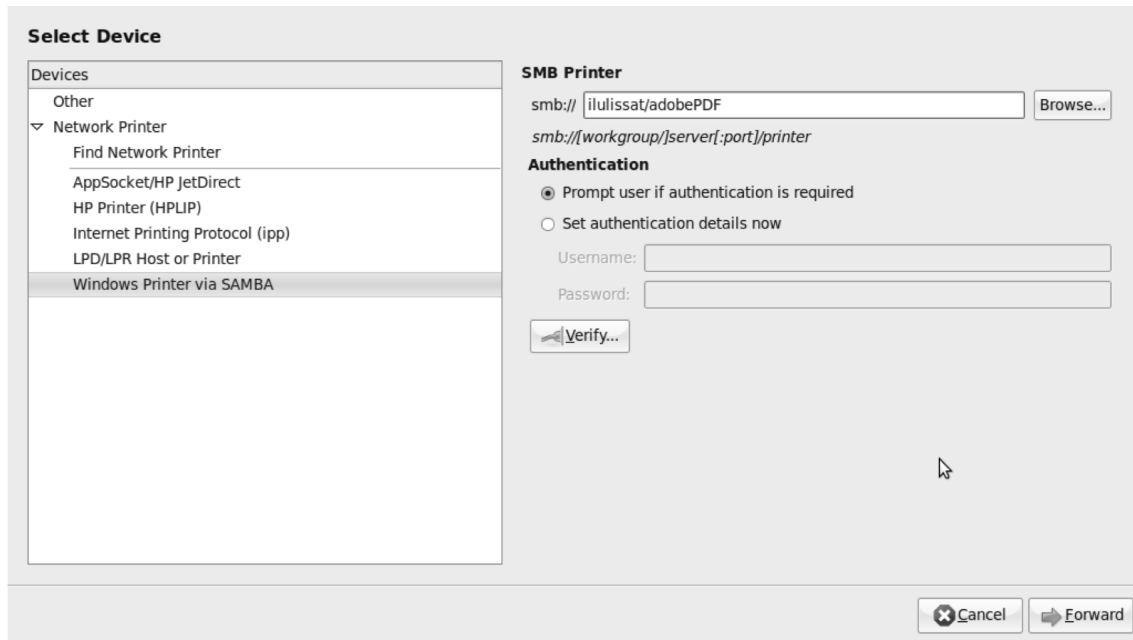 Select Device
Devices
Other
Network Printer
Find Network Printer
AppSocket/HP JetDirect
HP Printer (HPLIP)
Internet Printing Protocol (ipp)
LPD/LPR Host or Printer
Windows Printer via SAMBA
SMB Printer
smb:// ilulissat/adobePDF Browse...
smb://[workgroup/]server[:port]/printer
Authentication
Prompt user if authentication is required
Set authentication details now
Username:
Password:
Verify...
Cancel Forward